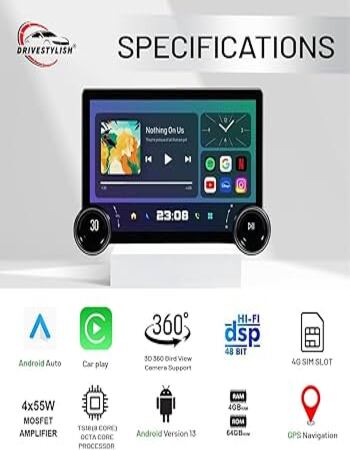 DRIVESTYLISH®
SPECIFICATIONS
Nothing On Us
30
23:08
Android Auto
Car play
360°
3D 360 Bird View
Camera Support
HI-FI
dsp
48 BIT
4G SIM SLOT
4x55W
MOSFET
AMPLIFIER
TS18(8 CORE)
OCTA CORE
PROCESSOR
Android Version 13
RAM
4GB
ROM
64GB
GPS Navigation